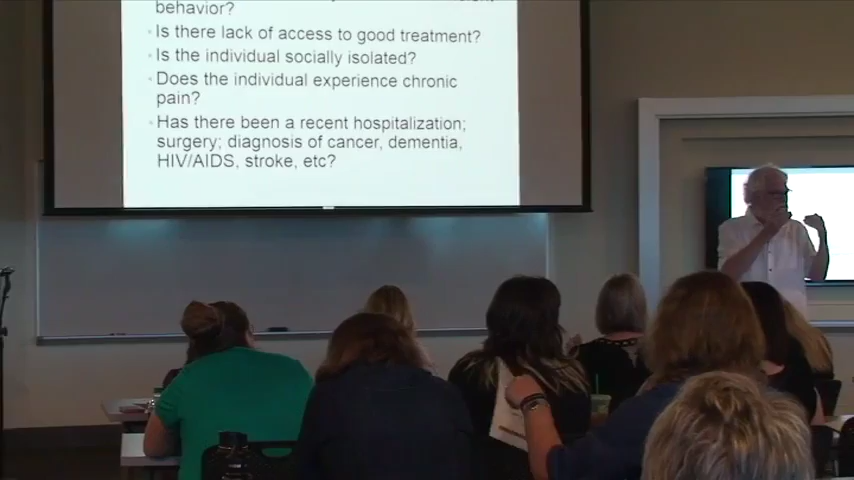 behavior?
Is there lack of access to good treatment?
Is the individual socially isolated?
Does the individual experience chronic
pain?
Has there been a recent hospitalization;
surgery; diagnosis of cancer, dementia,
HIV/AIDS, stroke, etc?